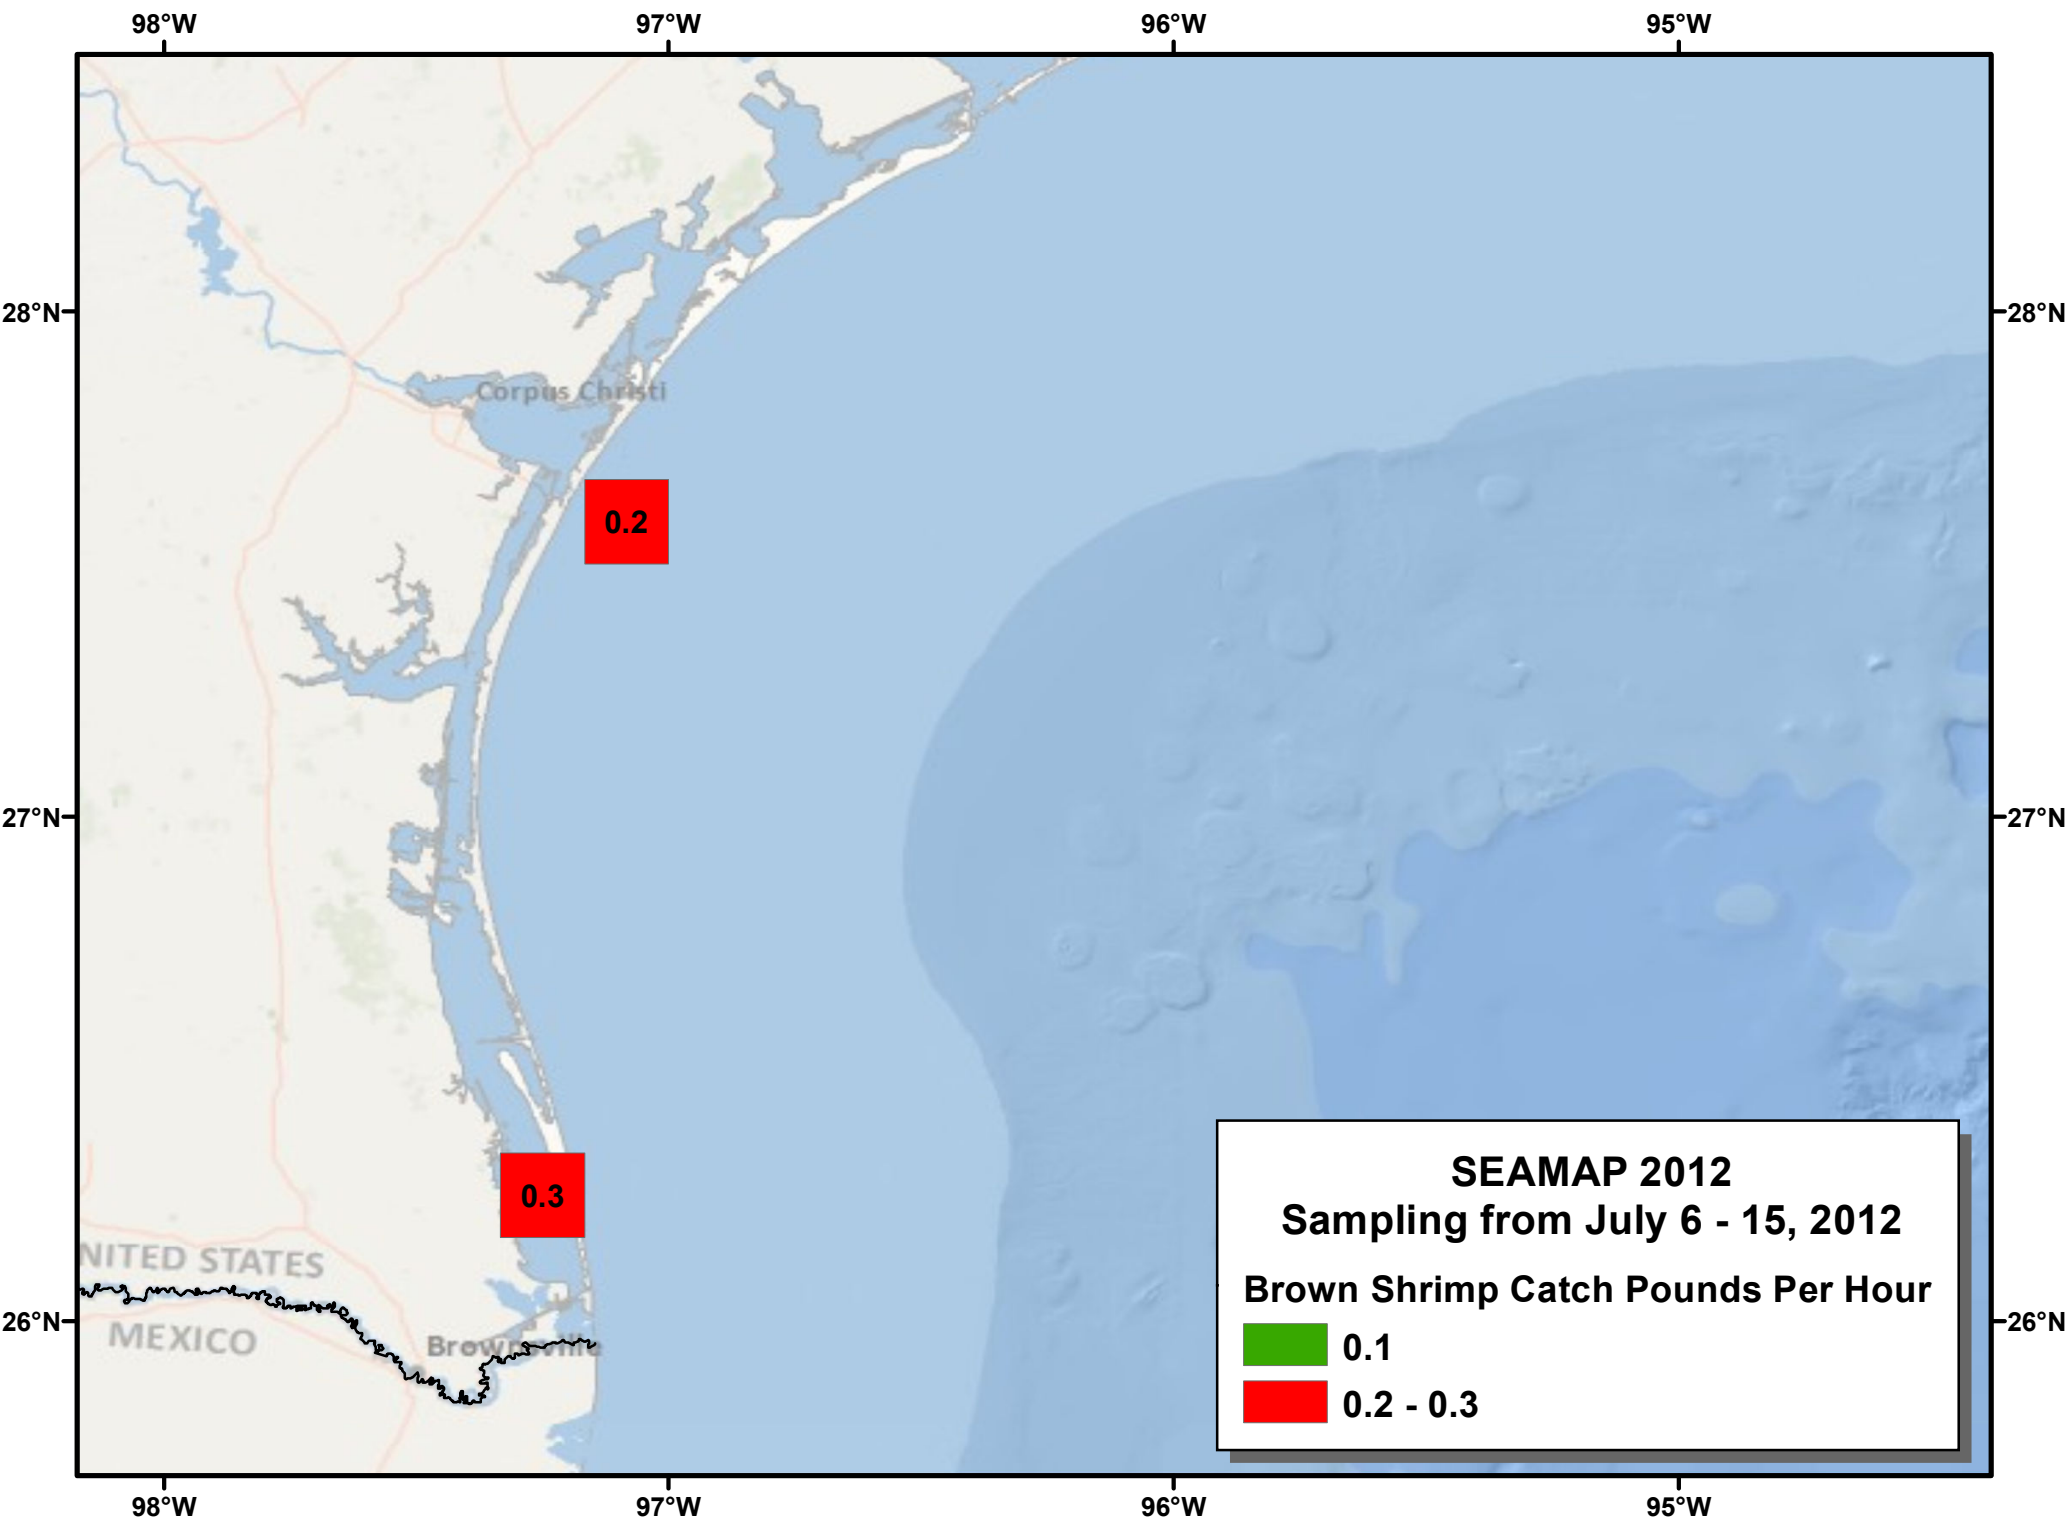 98°W 97°W 96°W 95°W
28°N 28°N
Corpus Christi
0.2
27°N 27°N
0.3
SEAMAP 2012
Sampling from July 6 - 15, 2012
NITED STATES
Brown Shrimp Catch Pounds Per Hour
26°N 26°N
MEXICO
Brownsville
0.1
0.2 - 0.3
98°W 97°W 96°W 95°W